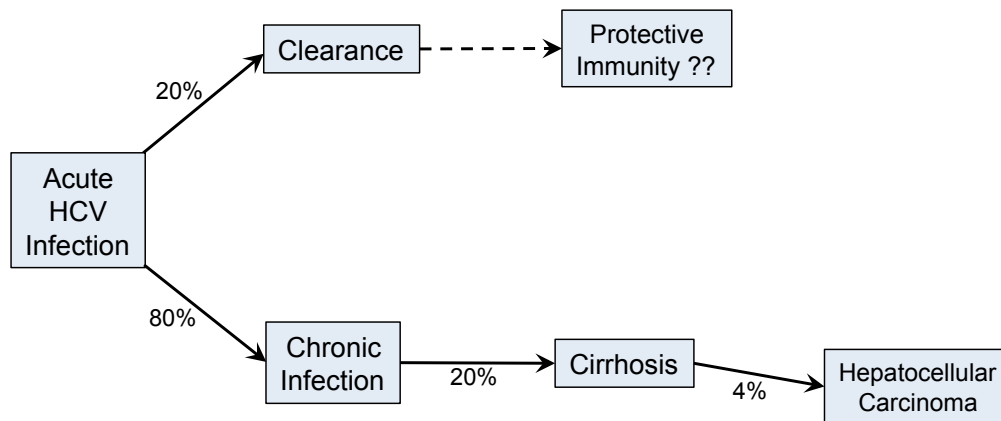 Clearance
Protective
Immunity ??
20%
Acute
HCV
Infection
80%
Chronic
Infection
20%
Cirrhosis
4%
Hepatocellular
Carcinoma